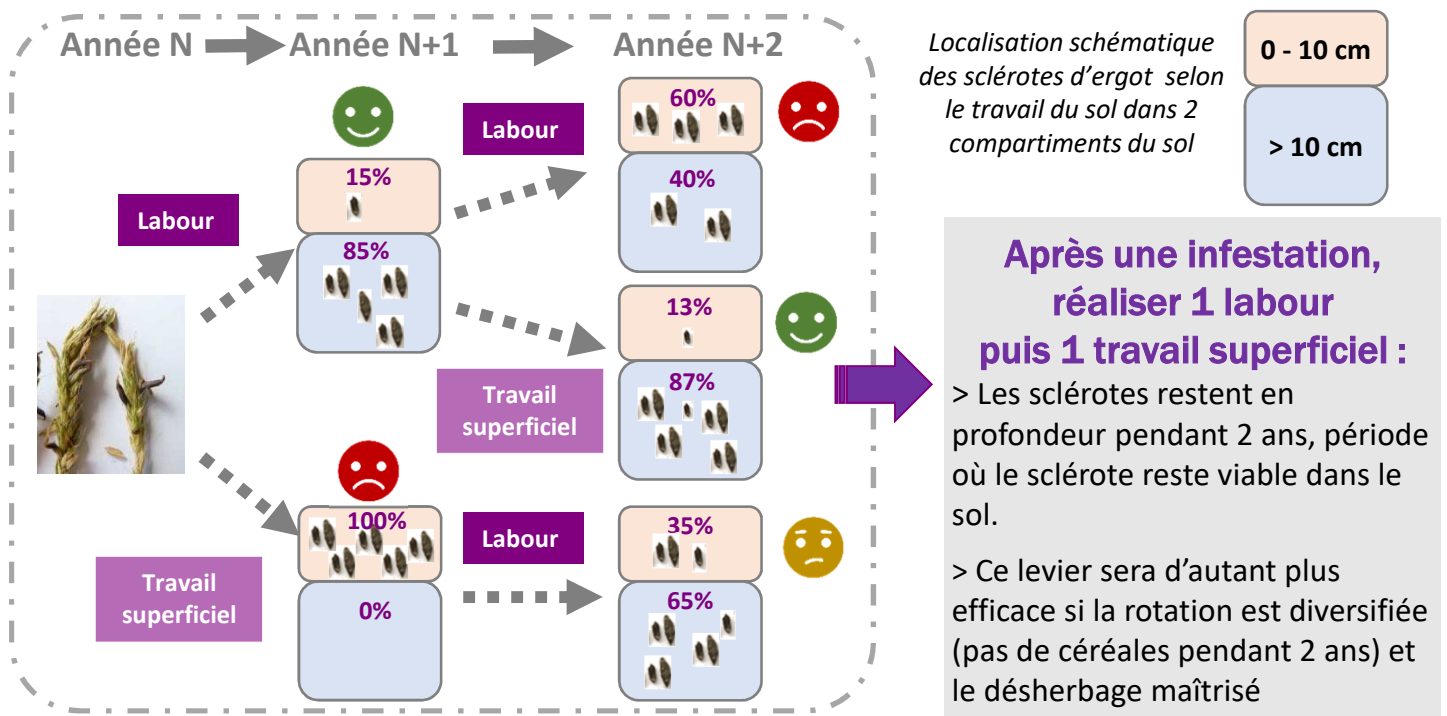 Année N
Année N+1
Année N+2
Labour
15%
85%
Labour
60%
40%
Travail
superficiel
13%
87%
Travail
superficiel
100%
0%
Labour
35%
65%
Localisation schématique
des sclérotes d'ergot selon
le travail du sol dans 2
compartiments du sol
0 - 10 cm
> 10 cm
Après une infestation,
réaliser 1 labour
puis 1 travail superficiel :
> Les sclérotes restent en
profondeur pendant 2 ans, période
où le sclérote reste viable dans le
sol.
> Ce levier sera d'autant plus
efficace si la rotation est diversifiée
(pas de céréales pendant 2 ans) et
le désherbage maîtrisé